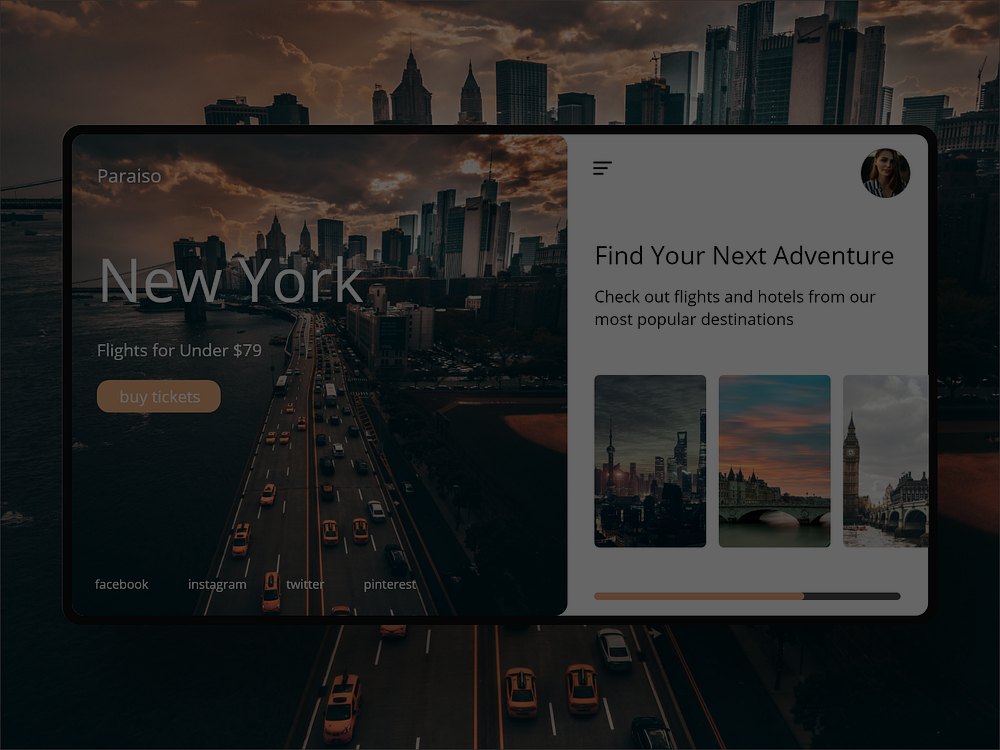 Paraiso
New York
Flights for Under $79
buy tickets
facebook instagram twitter pinterest
Find Your Next Adventure
Check out flights and hotels from our
most popular destinations